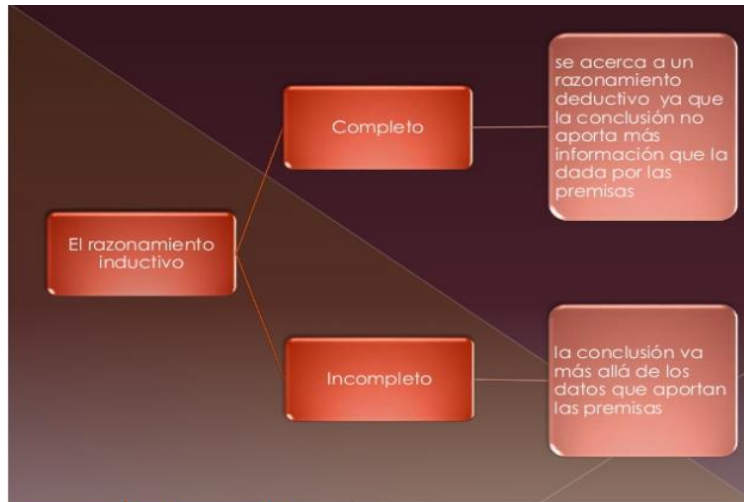 El razonamiento
inductivo
Completo
se acerca a un
razonamiento
deductivo ya que
la conclusión no
aporta más
información que la
dada por las
premisas
Incompleto
la conclusión va
más allá de los
datos que aportan
las premisas